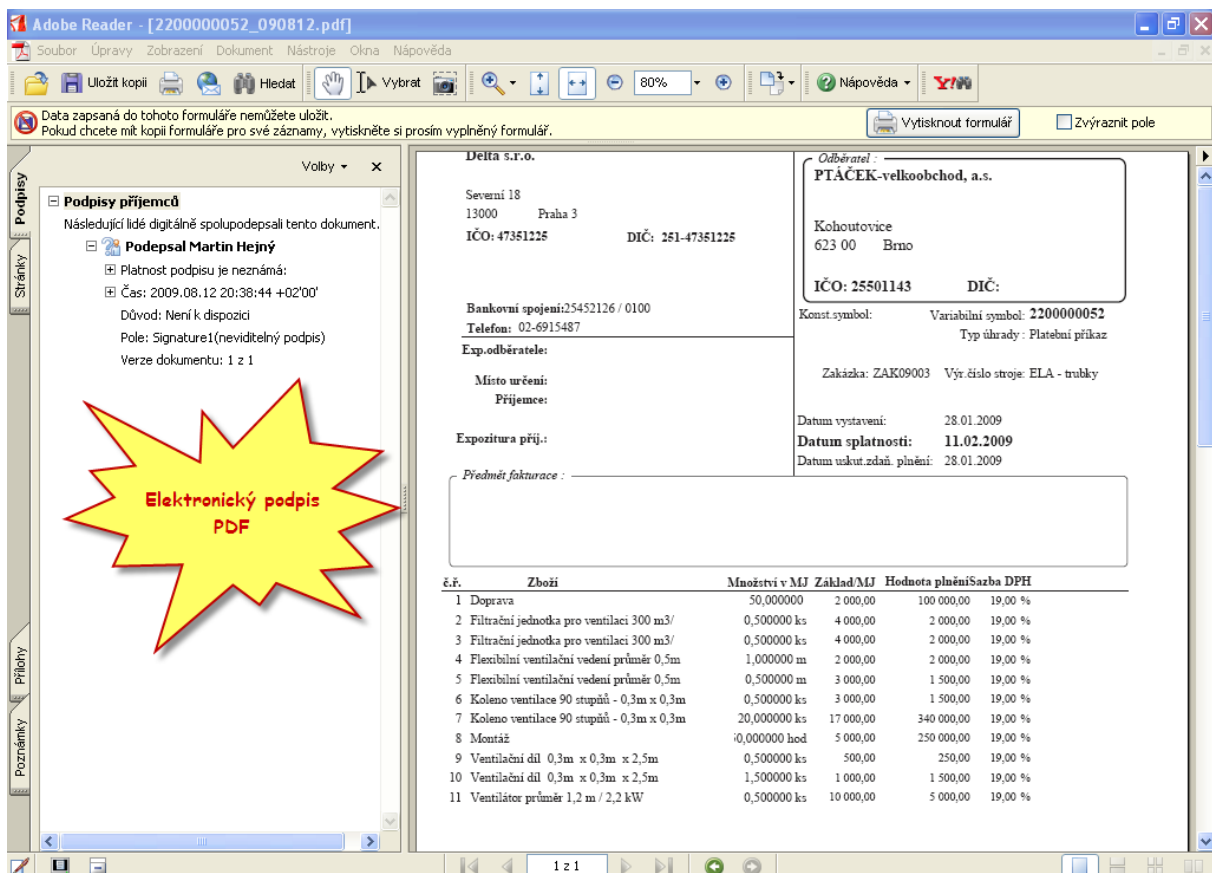 Adobe Reader - [2200000052_090812.pdf]
Soubor Úpravy Zobrazení Dokument Nástroje Okna Nápověda
Uložit kopii Hledat Vybrat 80% Nápověda Y!
Data zapsaná do tohoto formuláře nemůžete uložit.
Pokud chcete mít kopii formuláře pro své záznamy, vytiskněte si prosím vyplněný formulář.
Vytisknout formulář Zvýraznit pole
Podpisy
Stránky
Přílohy
Poznámky
Volby
Podpisy příjemců
Následující lidé digitálně spolupodepsali tento dokument.
Podepsal Martin Hejný
Platnost podpisu je neznámá:
Čas: 2009.08.12 20:38:44 +02'00'
Důvod: Není k dispozici
Pole: Signature1(neviditelný podpis)
Verze dokumentu: 1 z 1
Elektronický podpis
PDF
Delta s.r.o.
Severní 18
13000 Praha 3
IČO: 47351225 DIČ: 251-47351225
Bankovní spojení:25452126 / 0100
Telefon: 02-6915487
Exp.odběratele:
Místo určení:
Příjemce:
Expozitura příj.:
Odběratel :
PTÁČEK-velkoobchod, a.s.
Kohoutovice
623 00 Brno
IČO: 25501143 DIČ:
Konst.symbol: Variabilní symbol: 2200000052
Typ úhrady : Platební příkaz
Zakázka: ZAK09003 Výr.číslo stroje: ELA - trubky
Datum vystavení: 28.01.2009
Datum splatnosti: 11.02.2009
Datum uskut.zdaň. plnění: 28.01.2009
Předmět fakturace :
č.ř. Zboží Množství v MJ Základ/MJ Hodnota plněníSazba DPH
1 Doprava 50,000000 2 000,00 100 000,00 19,00 %
2 Filtrační jednotka pro ventilaci 300 m3/ 0,500000 ks 4 000,00 2 000,00 19,00 %
3 Filtrační jednotka pro ventilaci 300 m3/ 0,500000 ks 4 000,00 2 000,00 19,00 %
4 Flexibilní ventilační vedení průměr 0,5m 1,000000 m 2 000,00 2 000,00 19,00 %
5 Flexibilní ventilační vedení průměr 0,5m 0,500000 m 3 000,00 1 500,00 19,00 %
6 Koleno ventilace 90 stupňů - 0,3m x 0,3m 0,500000 ks 3 000,00 1 500,00 19,00 %
7 Koleno ventilace 90 stupňů - 0,3m x 0,3m 20,000000 ks 17 000,00 340 000,00 19,00 %
8 Montáž 0,000000 hod 5 000,00 250 000,00 19,00 %
9 Ventilační díl 0,3m x 0,3m x 2,5m 0,500000 ks 500,00 250,00 19,00 %
10 Ventilační díl 0,3m x 0,3m x 2,5m 1,500000 ks 1 000,00 1 500,00 19,00 %
11 Ventilátor průměr 1,2 m / 2,2 kW 0,500000 ks 10 000,00 5 000,00 19,00 %
1 z 1